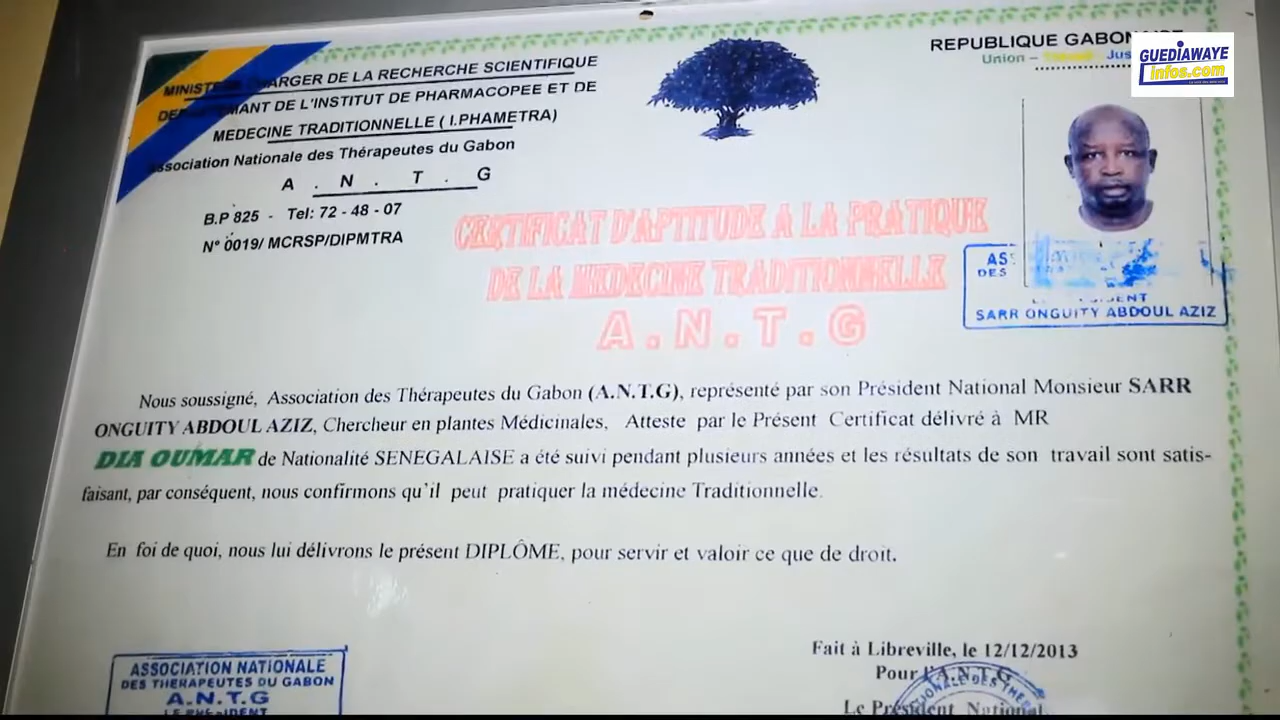 MINISTERE CHARGER DE LA RECHERCHE SCIENTIFIQUE
DE L'INSTITUT DE PHARMACOPEE ET DE
MEDECINE TRADITIONNELLE ( I.PHAMETRA)
Association Nationale des Thérapeutes du Gabon
A . N . T . G
B.P 825 - Tel: 72 - 48 - 07
N° 0019/ MCRSP/DIPMTRA
REPUBLIQUE GABONAISE
Union –
GUEDIAWAYE
infos.com
CERTIFICAT D'APTITUDE A LA PRATIQUE
DE LA MEDECINE TRADITIONNELLE
A . N . T . G
DES
SARR ONGUITY ABDOUL AZIZ
Nous soussigné, Association des Thérapeutes du Gabon (A.N.T.G), représenté par son Président National Monsieur SARR
ONGUITY ABDOUL AZIZ, Chercheur en plantes Médicinales, Atteste par le Présent Certificat délivré à MR
DIA OUMAR de Nationalité SENEGALAISE a été suivi pendant plusieurs années et les résultats de son travail sont satis-
faisant, par conséquent, nous confirmons qu'il peut pratiquer la médecine Traditionnelle.
En foi de quoi, nous lui délivrons le présent DIPLÔME, pour servir et valoir ce que de droit.
Fait à Libreville, le 12/12/2013
Pour l'A.N.T.G
Le Président National
ASSOCIATION NATIONALE
DES THERAPEUTES DU GABON
A.N.T.G
LE PRESIDENT